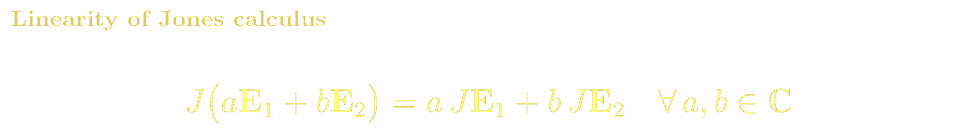 Linearity of Jones calculus
J(aE₁ + bE₂) = a JE₁ + b JE₂ ∀ a, b ∈ ℂ